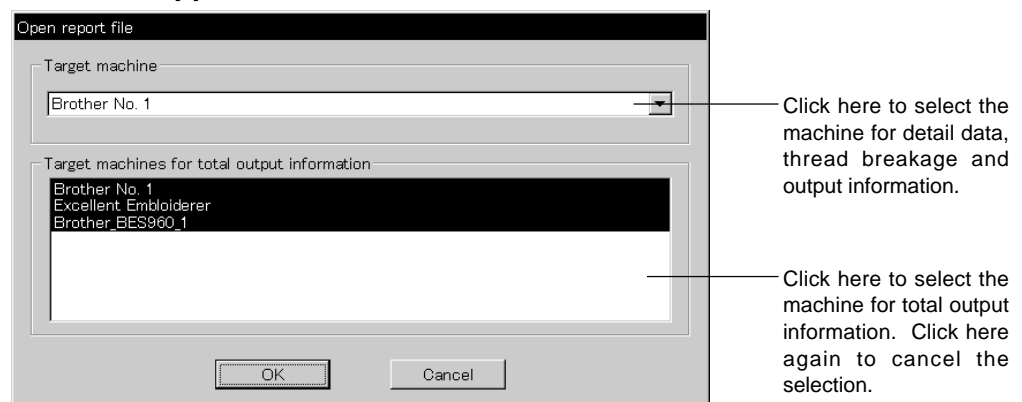 Open report file
Target machine
Brother No. 1
Target machines for total output information
Brother No. 1
Excellent Embloiderer
Brother_BES960_1
OK
Cancel
Click here to select the
machine for detail data,
thread breakage and
output information.
Click here to select the
machine for total output
information. Click here
again to cancel the
selection.